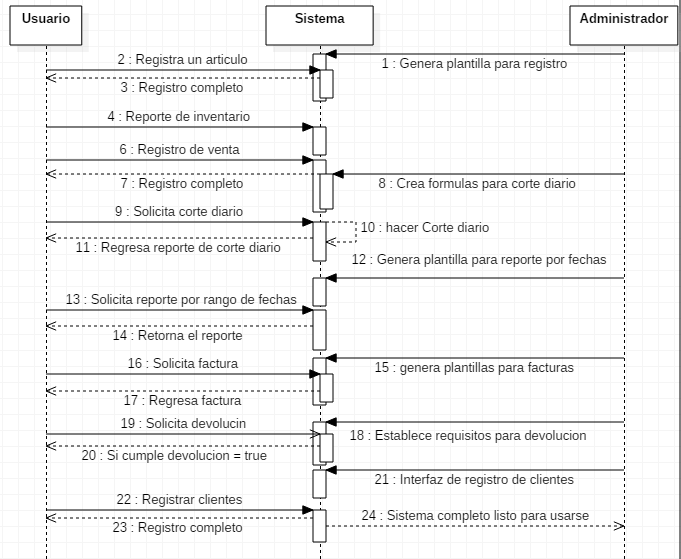 Usuario
Sistema
Administrador
2 : Registra un articulo
1 : Genera plantilla para registro
3 : Registro completo
4 : Reporte de inventario
6 : Registro de venta
7 : Registro completo
8 : Crea formulas para corte diario
9 : Solicita corte diario
10 : hacer Corte diario
11 : Regresa reporte de corte diario
12 : Genera plantilla para reporte por fechas
13 : Solicita reporte por rango de fechas
14 : Retorna el reporte
16 : Solicita factura
15 : genera plantillas para facturas
17 : Regresa factura
19 : Solicita devolucin
18 : Establece requisitos para devolucion
20 : Si cumple devolucion = true
21 : Interfaz de registro de clientes
22 : Registrar clientes
24 : Sistema completo listo para usarse
23 : Registro completo